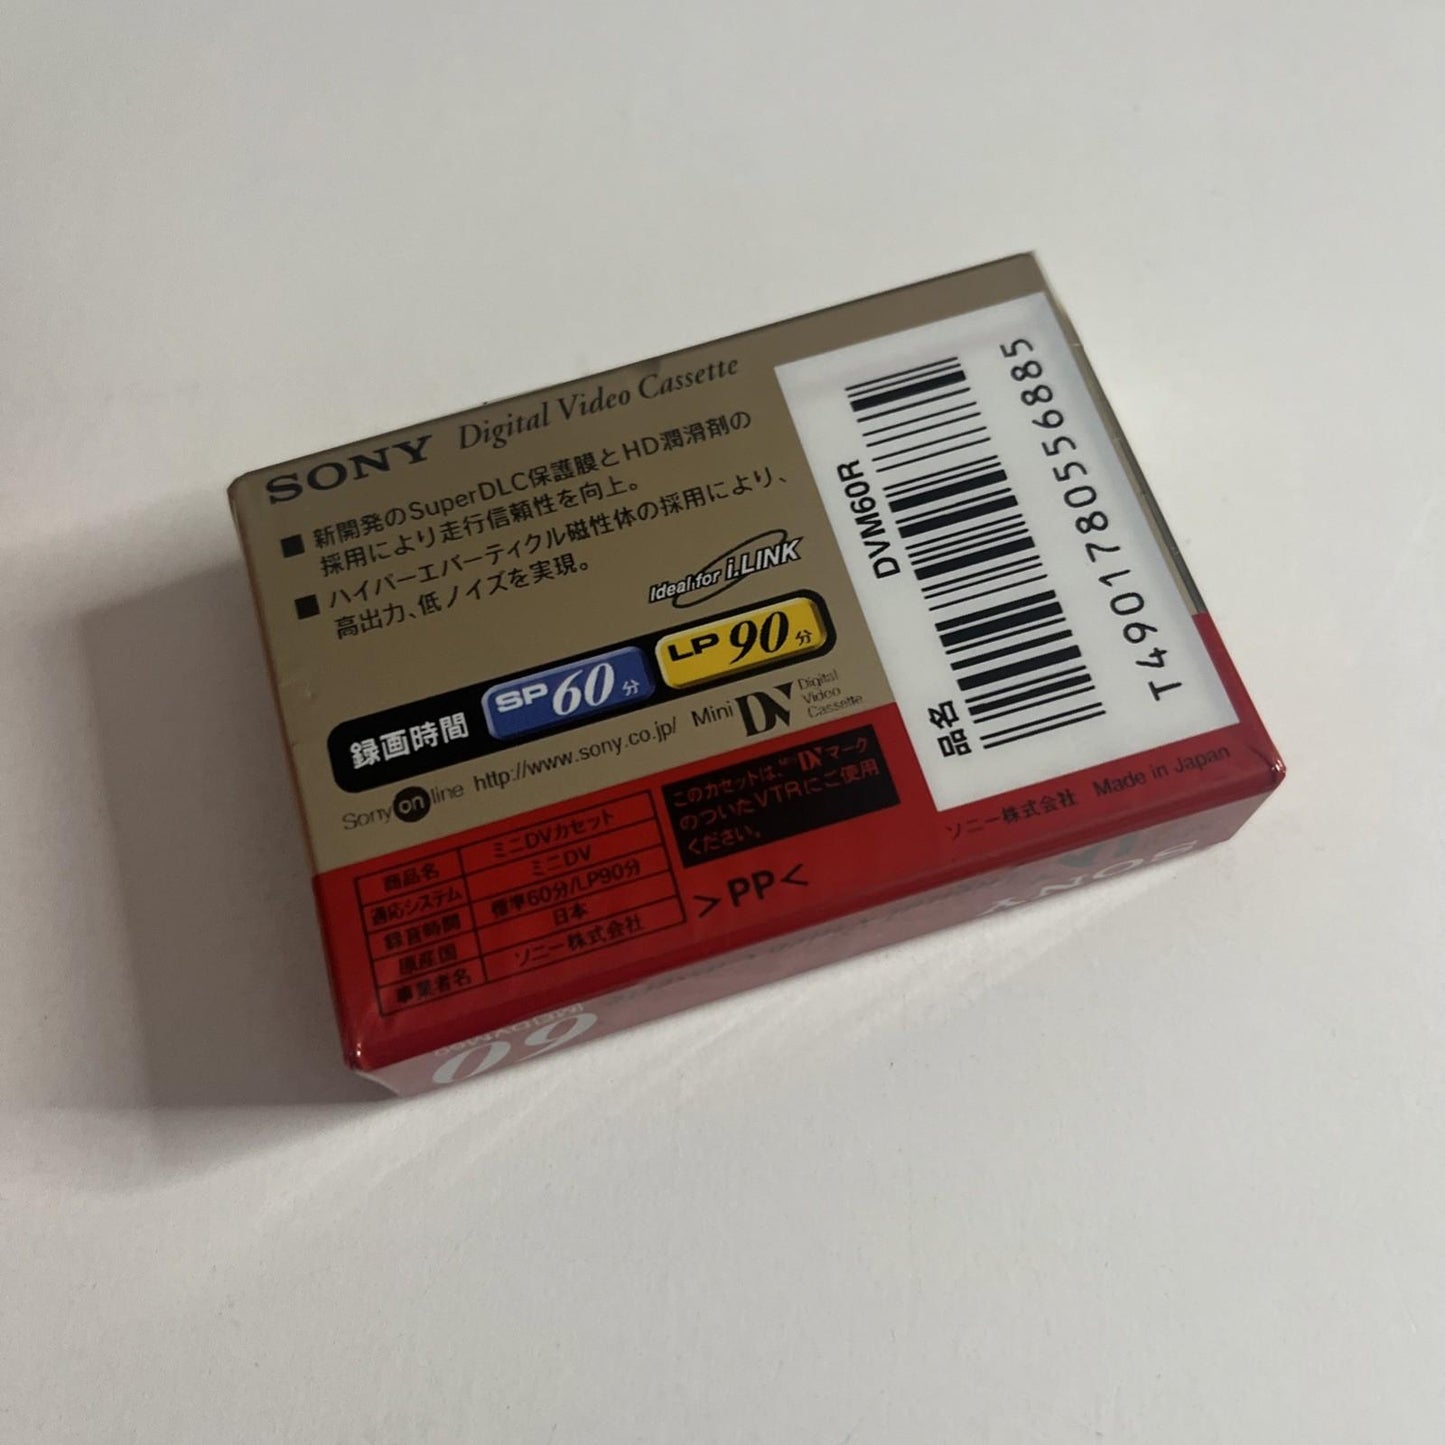 SONY Digital Video Cassette
■ 新開発のSuperDLC保護膜とHD潤滑剤の
採用により走行信頼性を向上。
■ ハイパーエバーティクル磁性体の採用により、
高出力、低ノイズを実現。
Ideal for i.LINK
録画時間 SP 60分 LP 90分
Sony on line http://www.sony.co.jp/ Mini DV Digital Video Cassette
商品名 ミニDVカセット
適応システム ミニDV
録音時間 標準60分/LP90分
原産国 日本
事業者名 ソニー株式会社
このカセットは、Mini DVマーク
のついたVTRにご使用
ください。
>PP<
品名 DVM60R
T4901780556885
ソニー株式会社 Made in Japan
SONY
60